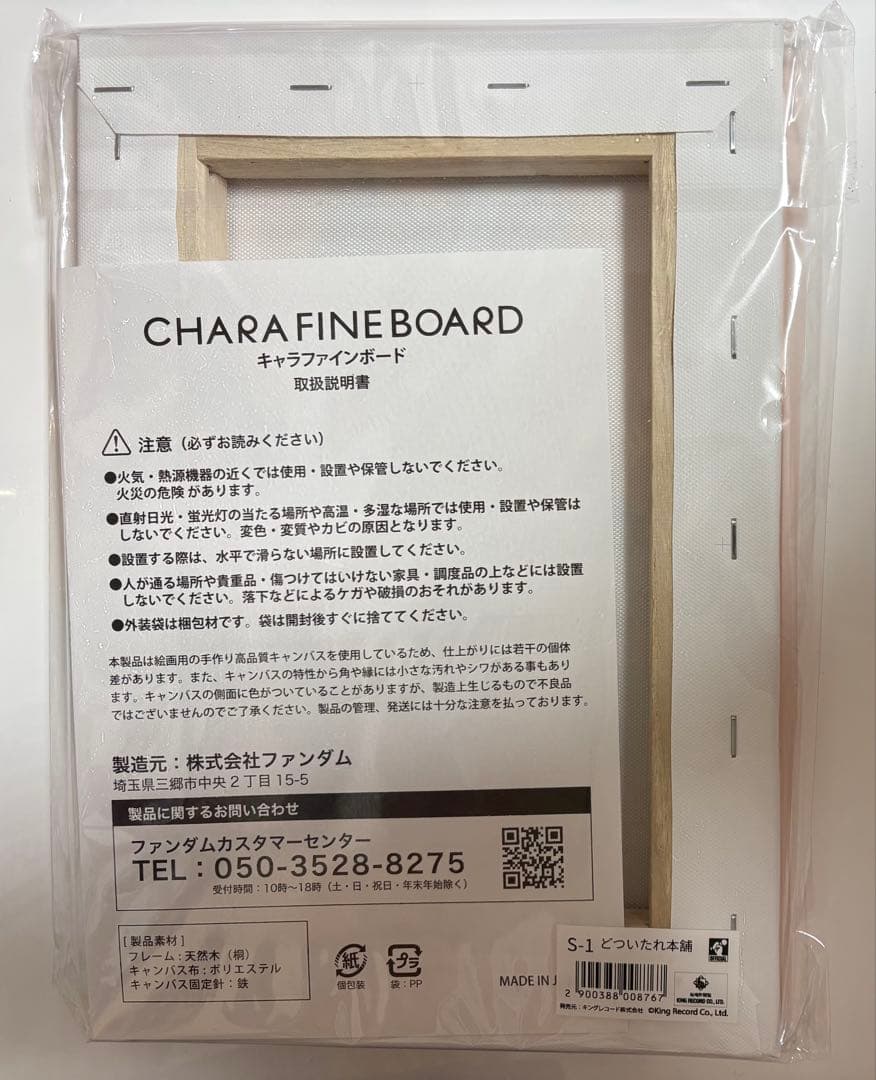 CHARA FINE BOARD
キャラファインボード
取扱説明書
注意（必ずお読みください）
●火気・熱源機器の近くでは使用・設置や保管しないでください。
火災の危険があります。
●直射日光・蛍光灯の当たる場所や高温・多湿な場所では使用・設置や保管は
しないでください。変色・変質やカビの原因となります。
●設置する際は、水平で滑らない場所に設置してください。
●人が通る場所や貴重品・傷つけてはいけない家具・調度品の上などには設置
しないでください。落下などによるケガや破損のおそれがあります。
●外装袋は梱包材です。袋は開封後すぐに捨ててください。
本製品は絵画用の手作り高品質キャンバスを使用しているため、仕上がりには若干の個体
差があります。また、キャンバスの特性から角や縁には小さな汚れやシワがある事もあり
ます。キャンバスの側面に色がついていることがありますが、製造上生じるもので不良品
ではございませんのでご了承ください。製品の管理、発送には十分な注意を払っております。
製造元：株式会社ファンダム
埼玉県三郷市中央2丁目15-5
製品に関するお問い合わせ
ファンダムカスタマーセンター
TEL：050-3528-8275
受付時間：10時〜18時（土・日・祝日・年末年始除く）
[ 製品素材 ]
フレーム：天然木（桐）
キャンバス布：ポリエステル
キャンバス固定針：鉄
紙
個包装
プラ
袋：PP
MADE IN J
S-1 どついたれ本舗
OFFICIAL
2 900388 008767
KING RECORD CO., LTD.
発売元：キングレコード株式会社 ©King Record Co., Ltd.